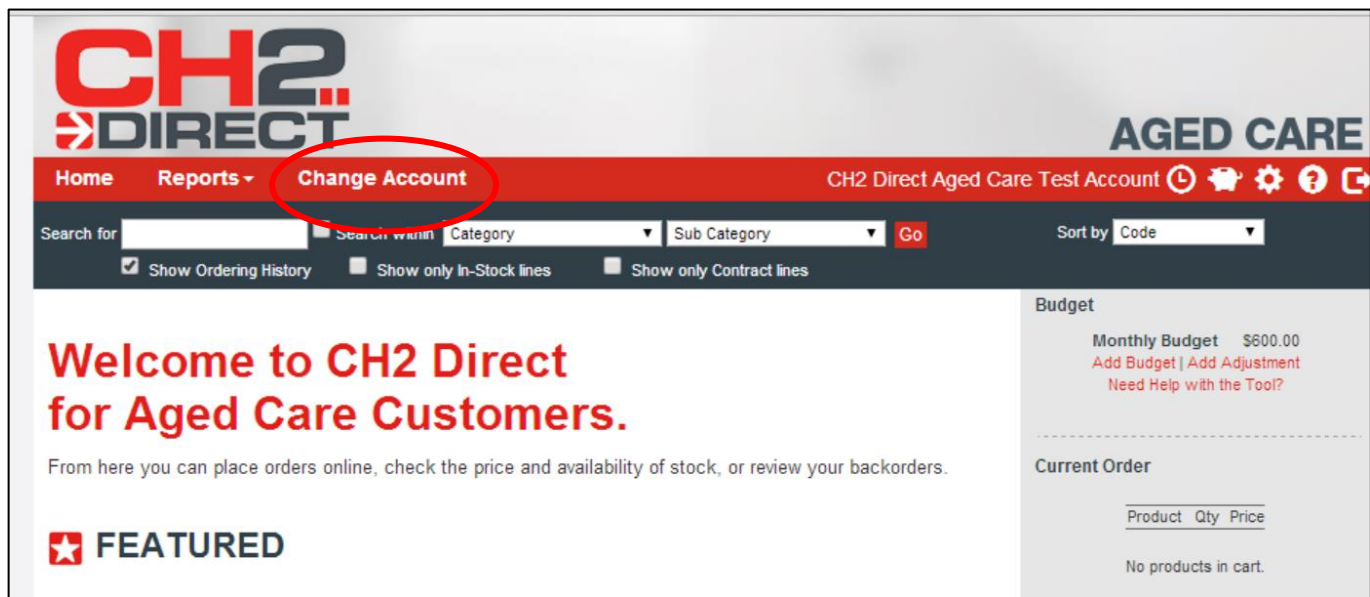 CH2
DIRECT
AGED CARE
Home Reports Change Account CH2 Direct Aged Care Test Account
Search for Search within Category Sub Category Go Sort by Code
Show Ordering History Show only In-Stock lines Show only Contract lines
Budget
Monthly Budget $600.00
Add Budget | Add Adjustment
Need Help with the Tool?
Welcome to CH2 Direct
for Aged Care Customers.
From here you can place orders online, check the price and availability of stock, or review your backorders.
Current Order
Product Qty Price
No products in cart.
FEATURED